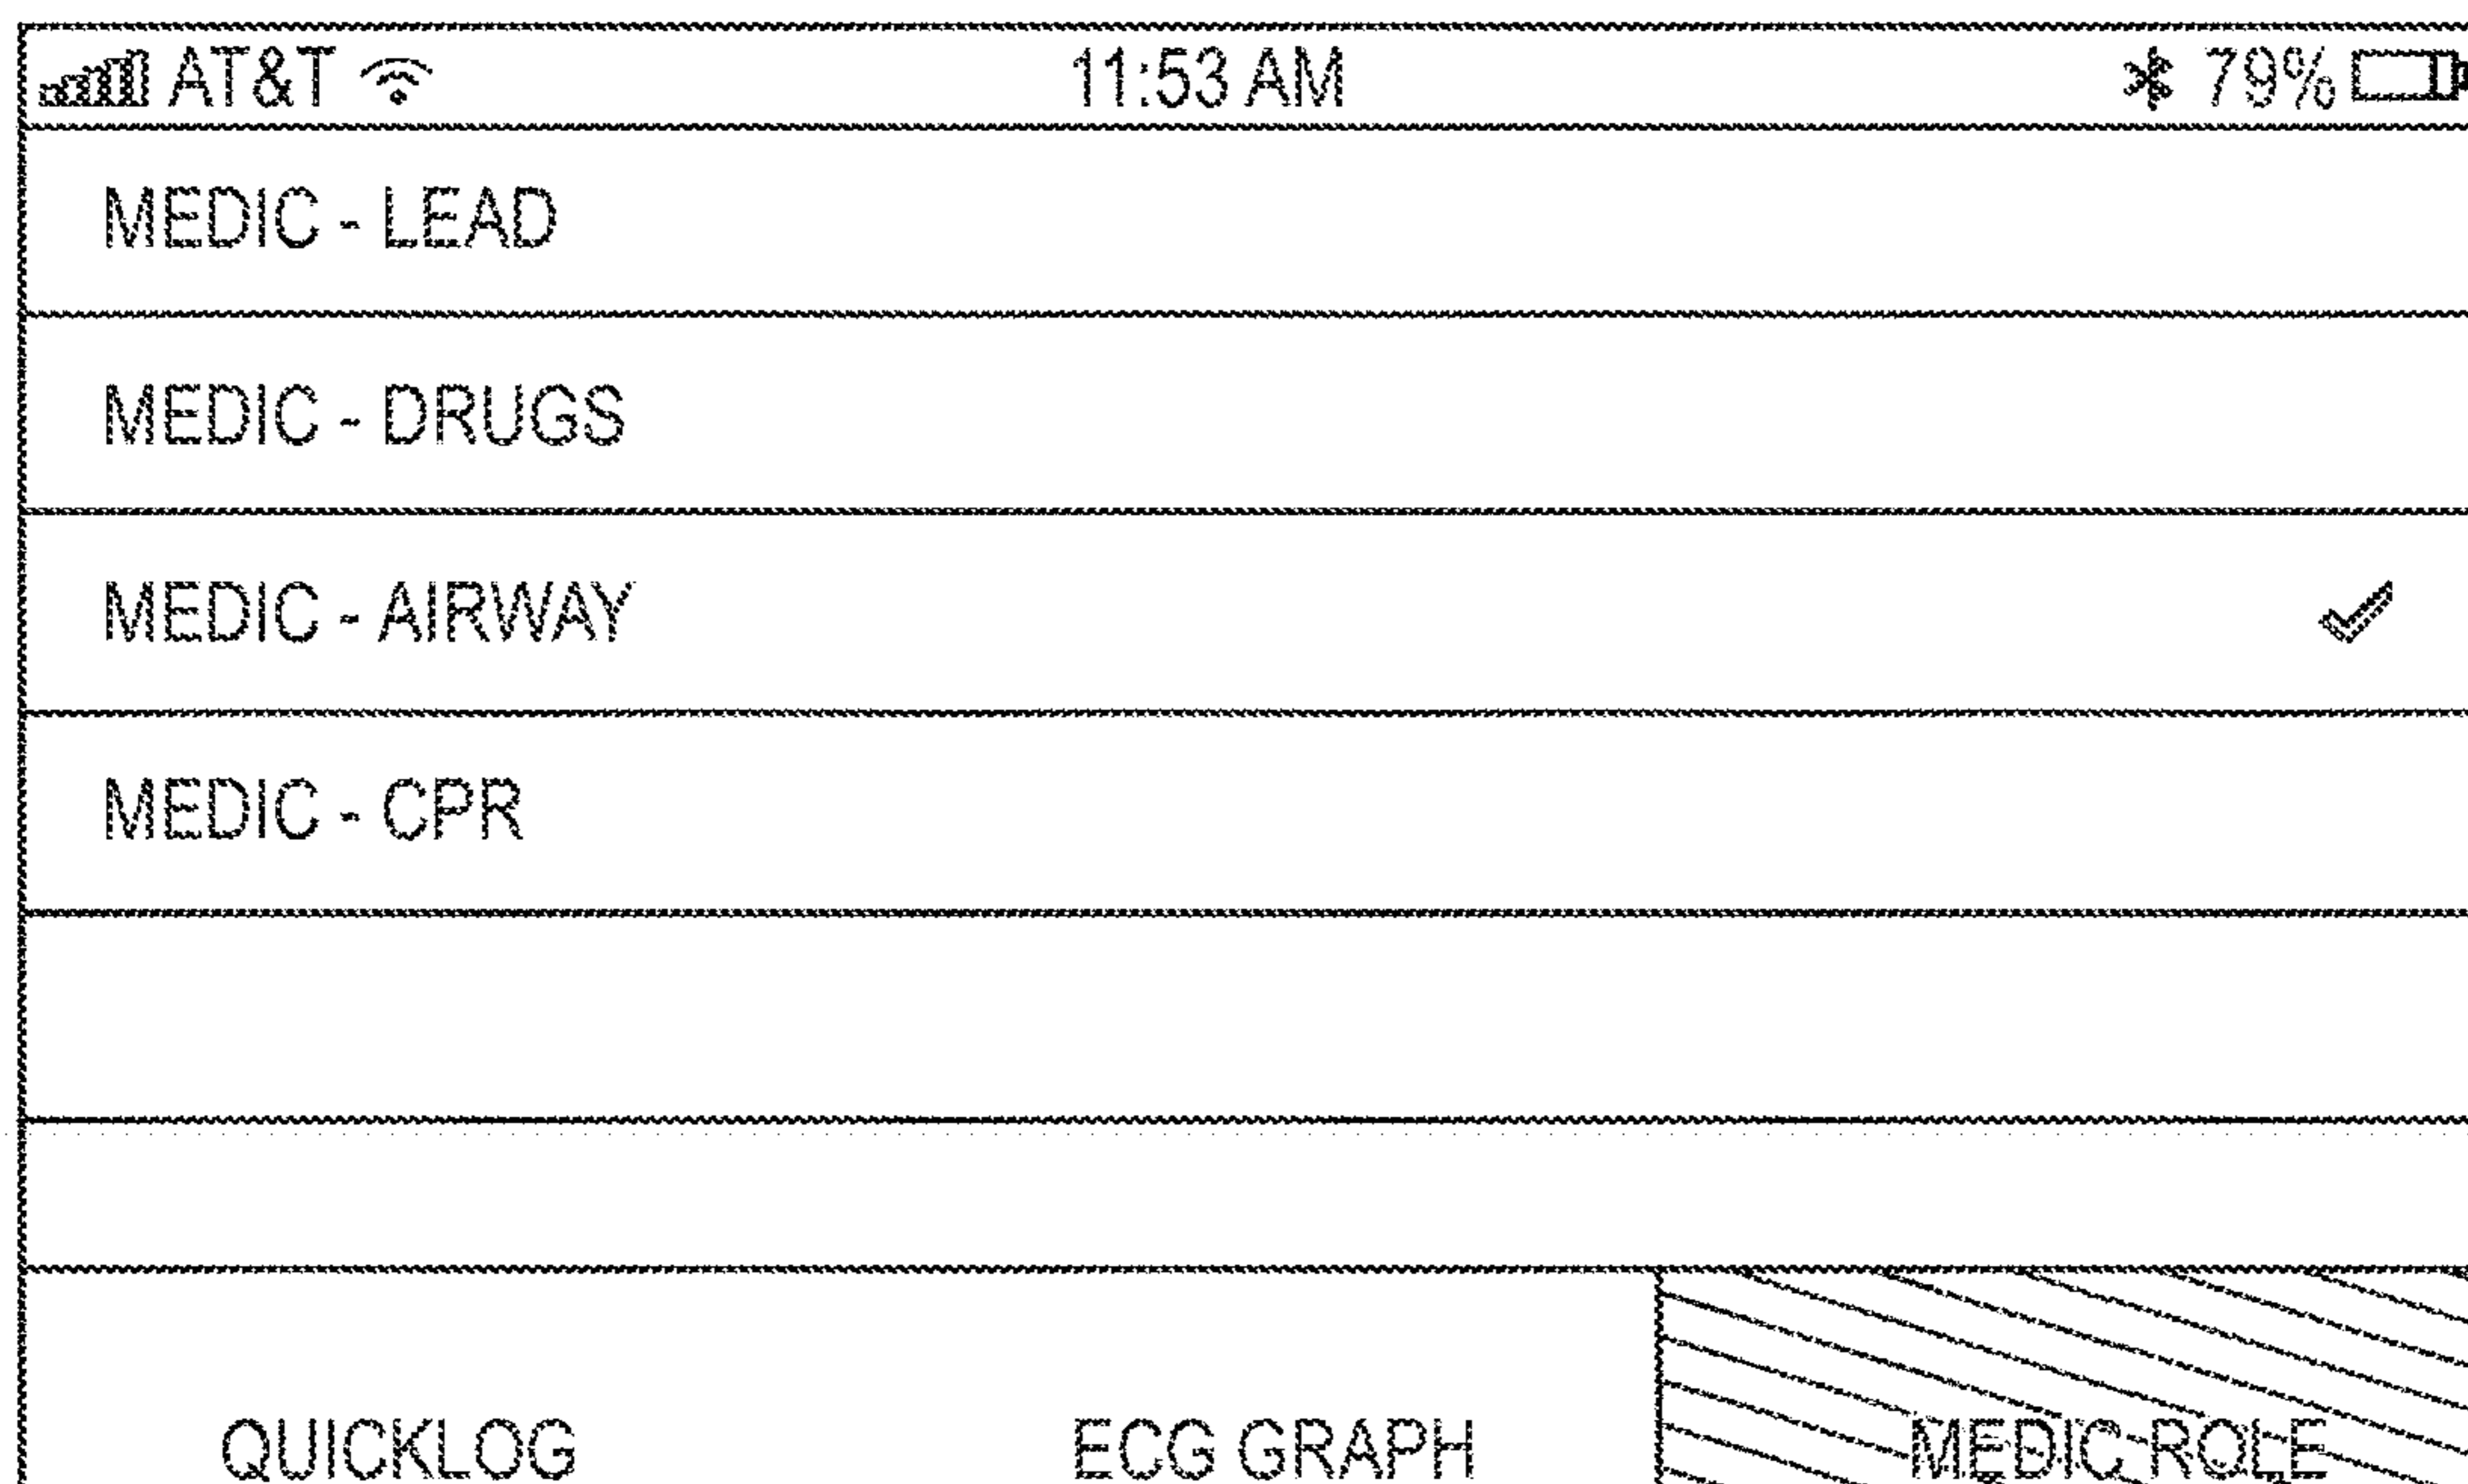 AT&T 11:53 AM 79%
MEDIC - LEAD
MEDIC - DRUGS
MEDIC - AIRWAY
MEDIC - CPR
QUICKLOG ECG GRAPH MEDIC ROLE